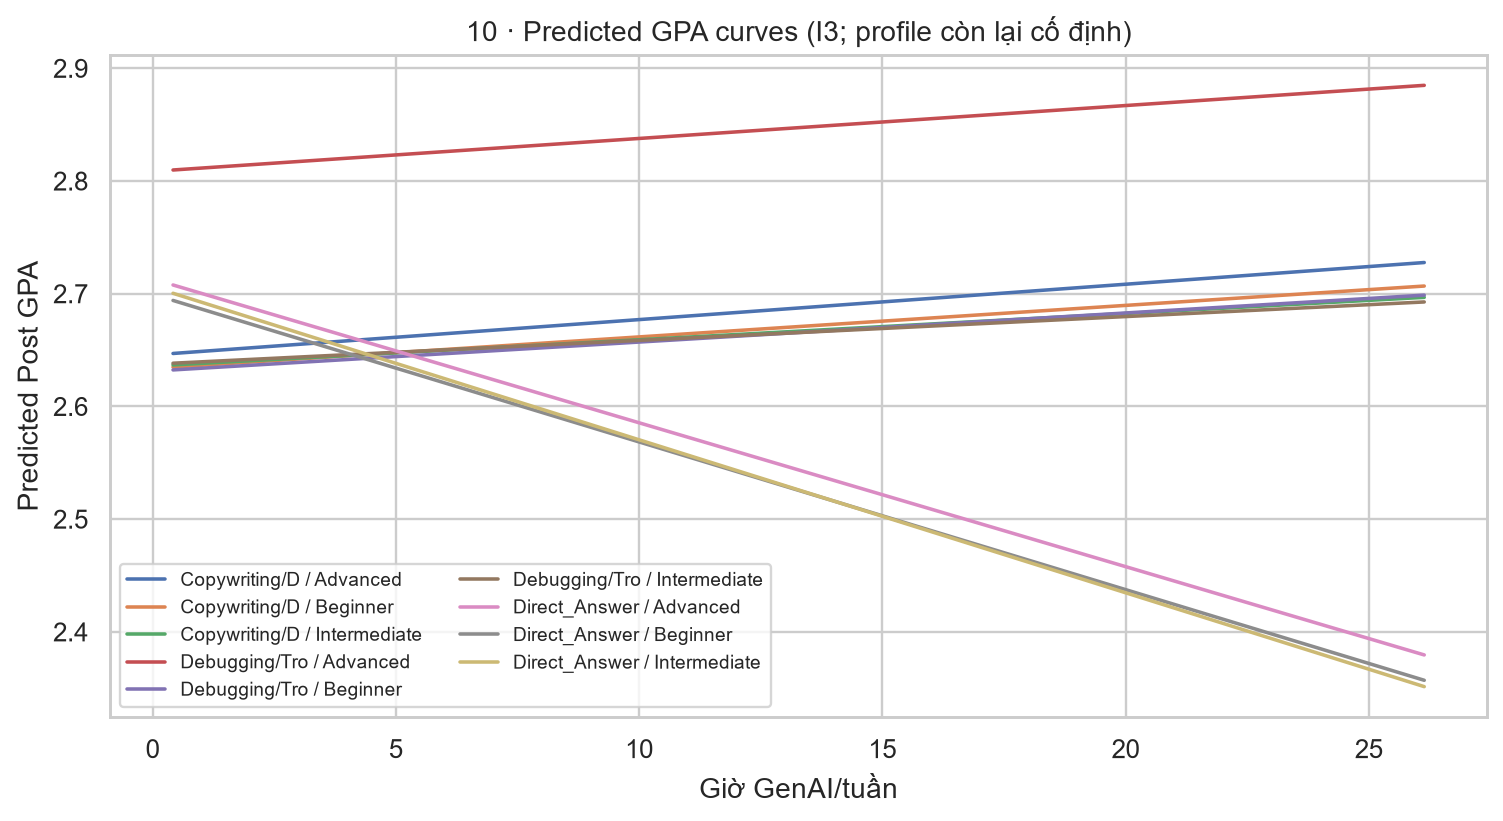 10 · Predicted GPA curves (I3; profile còn lại cố định)
2.9
2.8
2.7
2.6
2.5
2.4
Predicted Post GPA
Copywriting/D / Advanced
Copywriting/D / Beginner
Copywriting/D / Intermediate
Debugging/Tro / Advanced
Debugging/Tro / Beginner
Debugging/Tro / Intermediate
Direct_Answer / Advanced
Direct_Answer / Beginner
Direct_Answer / Intermediate
0 5 10 15 20 25
Giờ GenAI/tuần